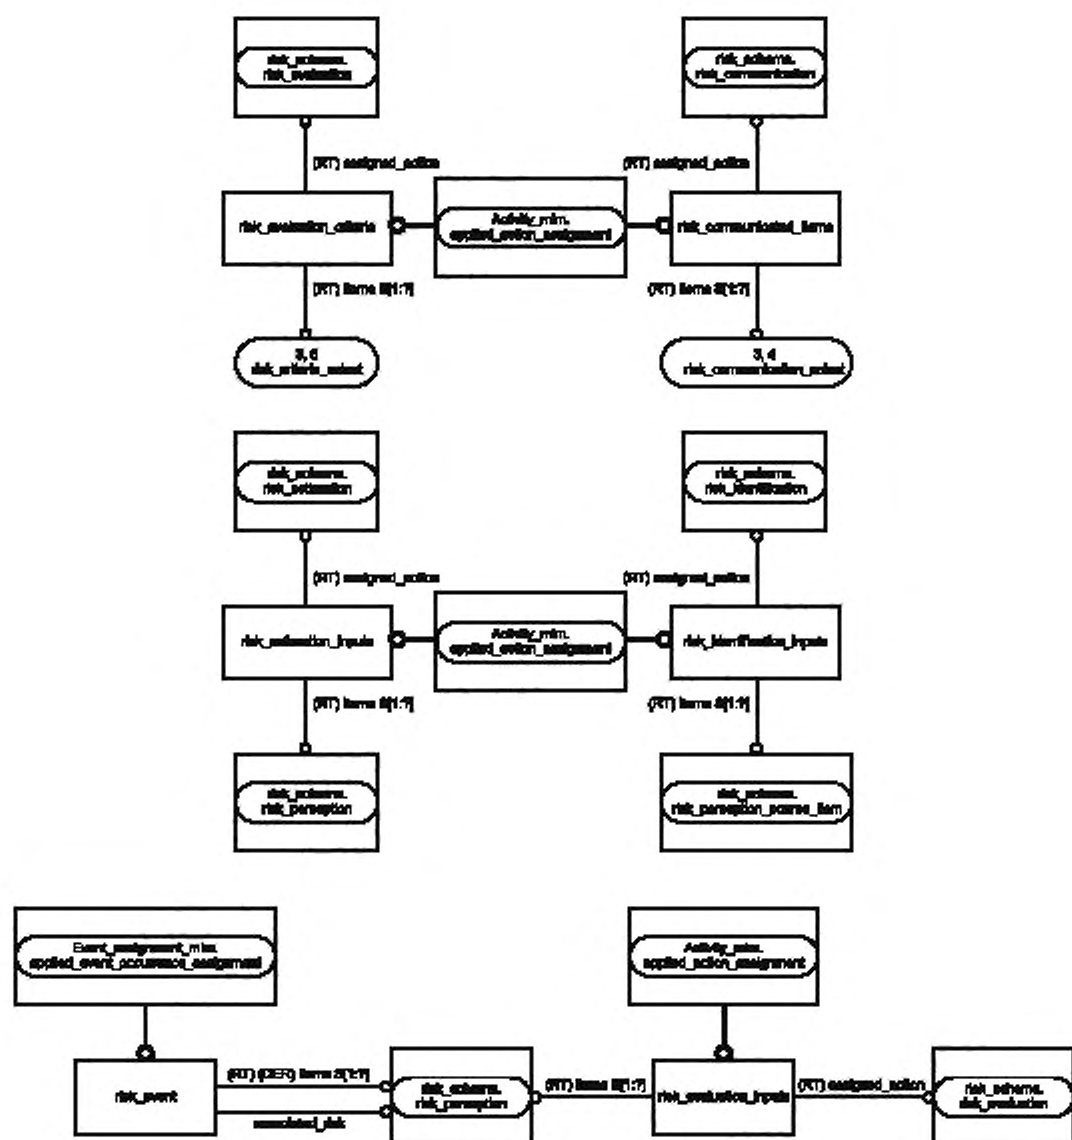 risk_schema.
risk_evaluation
risk_schema.
risk_communication
(RT) assigned_action
(RT) assigned_action
risk_evaluation_criteria
Activity_mim.
applied_action_assignment
risk_communicated_items
(RT) items S[1:?]
(RT) items S[1:?]
risk_criteria_select
3, 4
risk_communication_select
risk_schema.
risk_estimation
risk_schema.
risk_identification
(RT) assigned_action
(RT) assigned_action
risk_estimation_inputs
Activity_mim.
applied_action_assignment
risk_identification_inputs
(RT) items S[1:?]
(RT) items S[1:?]
risk_schema.
risk_perception
risk_schema.
risk_perception_source_item
Event_assignment_mim.
applied_event_occurrence_assignment
Activity_mim.
applied_action_assignment
risk_event
(RT) (DER) items S[1:?]
associated_risk
risk_schema.
risk_perception
(RT) items S[1:?]
risk_evaluation_inputs
(RT) assigned_action
risk_schema.
risk_evaluation